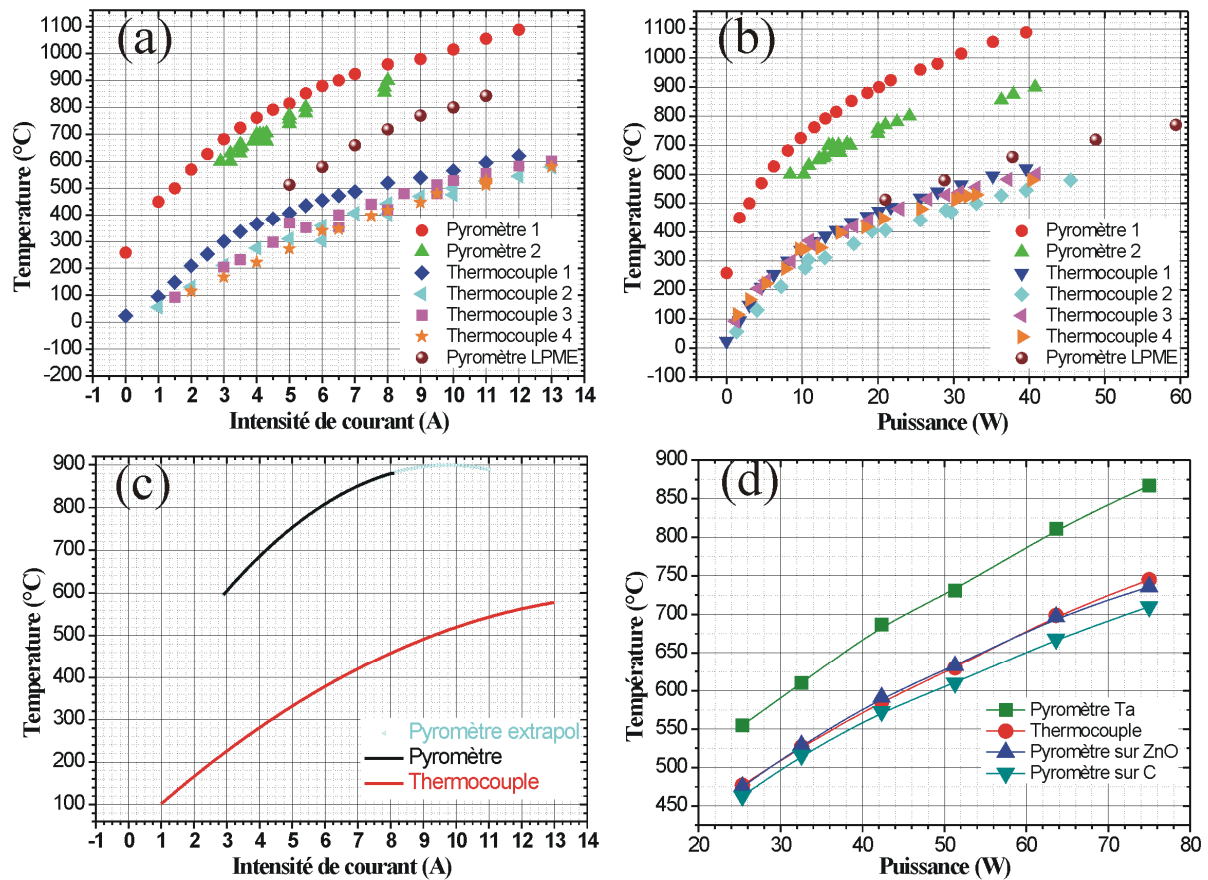 (a)
1100
1000
900
800
700
600
500
400
300
200
100
0
-100
-200
Temperature (°C)
Pyromètre 1
Pyromètre 2
Thermocouple 1
Thermocouple 2
Thermocouple 3
Thermocouple 4
Pyromètre LPME
-1 0 1 2 3 4 5 6 7 8 9 10 11 12 13 14
Intensité de courant (A)
(b)
1100
1000
900
800
700
600
500
400
300
200
100
0
-100
Temperature (°C)
Pyromètre 1
Pyromètre 2
Thermocouple 1
Thermocouple 2
Thermocouple 3
Thermocouple 4
Pyromètre LPME
0 10 20 30 40 50 60
Puissance (W)
(c)
900
800
700
600
500
400
300
200
100
Température (°C)
Pyromètre extrapol
Pyromètre
Thermocouple
-1 0 1 2 3 4 5 6 7 8 9 10 11 12 13 14
Intensité de courant (A)
(d)
900
850
800
750
700
650
600
550
500
450
Température (°C)
Pyromètre Ta
Thermocouple
Pyromètre sur ZnO
Pyromètre sur C
20 30 40 50 60 70 80
Puissance (W)